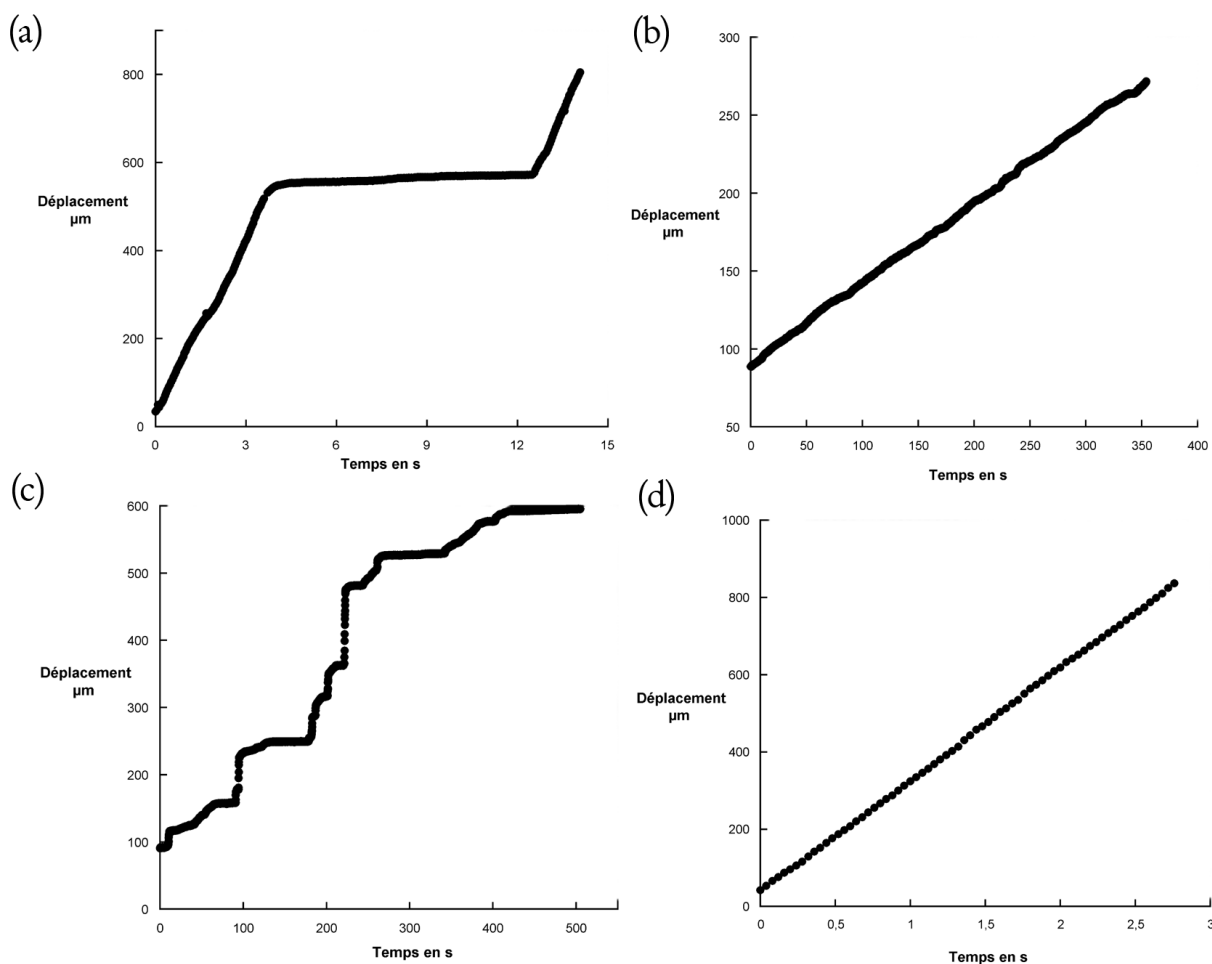 (a)
800
600
Déplacement
µm
400
200
0
0 3 6 9 12 15
Temps en s
(b)
300
250
200
Déplacement
µm
150
100
50
0 50 100 150 200 250 300 350 400
Temps en s
(c)
600
500
400
Déplacement
µm
300
200
100
0
0 100 200 300 400 500
Temps en s
(d)
1000
800
600
Déplacement
µm
400
200
0
0 0,5 1 1,5 2 2,5 3
Temps en s